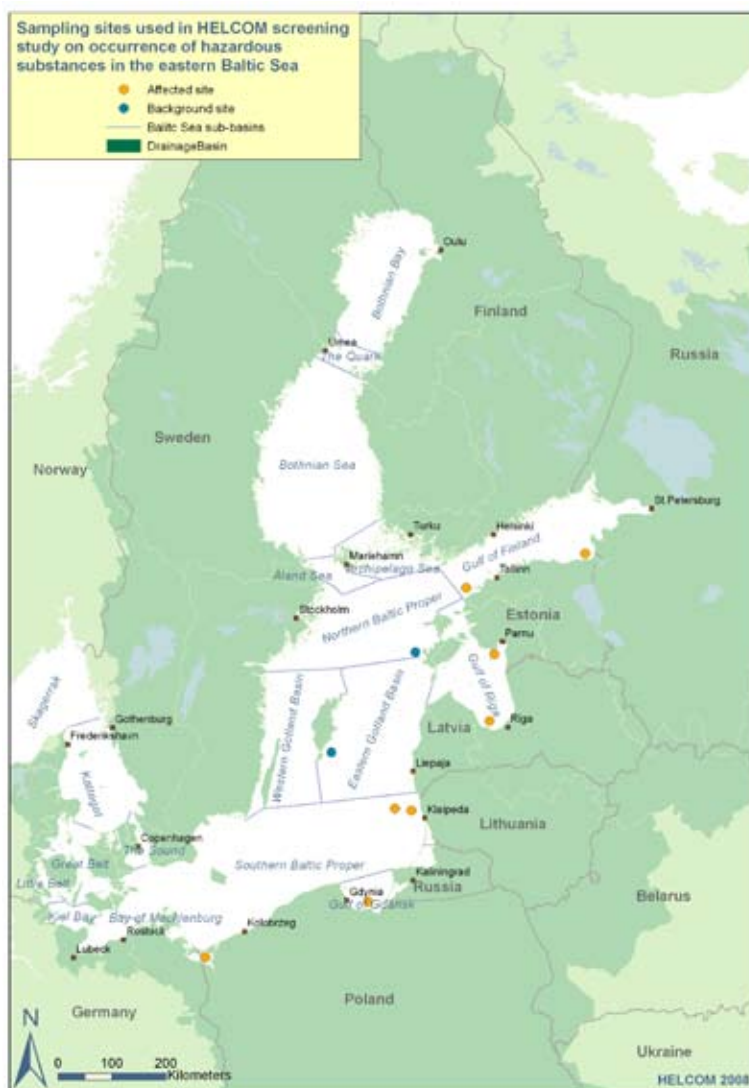 Sampling sites used in HELCOM screening
study on occurrence of hazardous
substances in the eastern Baltic Sea
Affected site
Background site
Balitc Sea sub-basins
DrainageBasin
Oulu
Bothnian Bay
Finland
Umea
The Quark
Russia
Sweden
Bothnian Sea
Norway
St.Petersburg
Turku
Helsinki
Mariehamn
Gulf of Finland
Aland Sea
Archipelago Sea
Tallinn
Stockholm
Northern Baltic Proper
Estonia
Parnu
Gulf of Riga
Skagerrak
Gothenburg
Frederikshavn
Western Gotland Basin
Eastern Gotland Basin
Latvia
Riga
Liepaja
Kattegat
Klaipeda
Lithuania
Copenhagen
The Sound
Great Belt
Southern Baltic Proper
Kaliningrad
Russia
Little Belt
Gdynia
Gulf of Gdansk
Belarus
Kiel Bay
Bay of Mecklenburg
Rostock
Kolobrzeg
Lubeck
Germany
Poland
Ukraine
N
0 50 100 200
Kilometers
HELCOM 2008